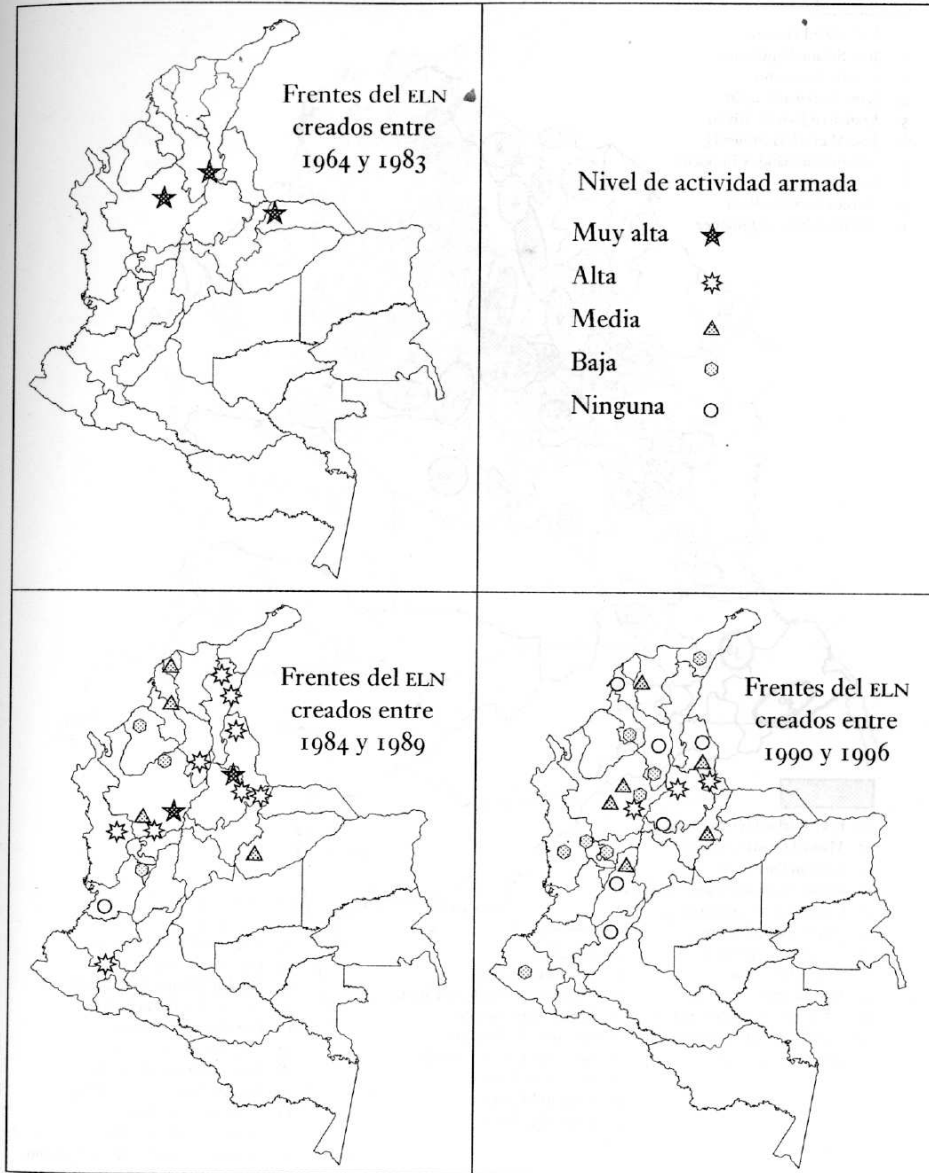 Frentes del ELN
creados entre
1964 y 1983
Nivel de actividad armada
Muy alta
Alta
Media
Baja
Ninguna
Frentes del ELN
creados entre
1984 y 1989
Frentes del ELN
creados entre
1990 y 1996